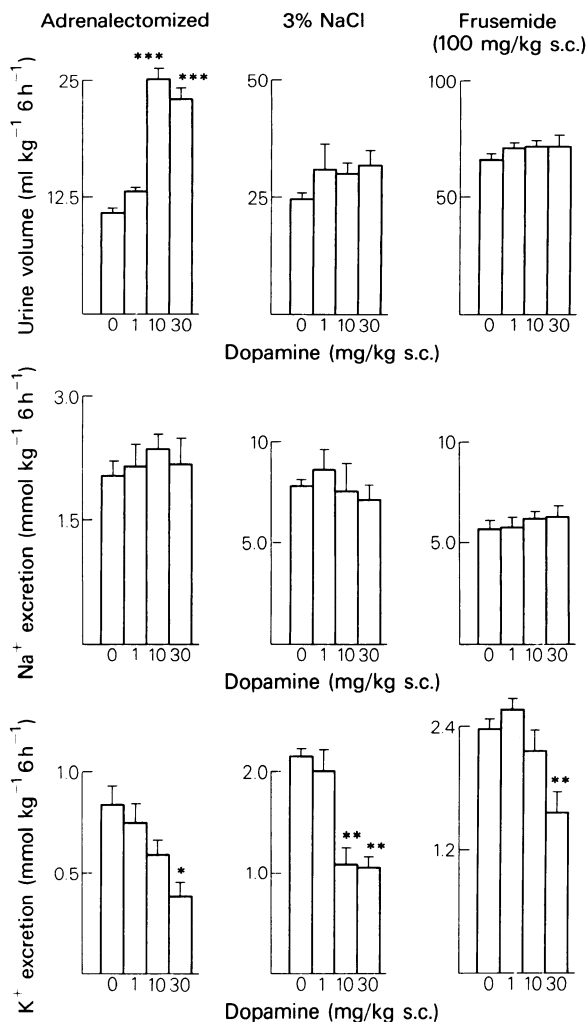 Adrenalectomized 3% NaCl Frusemide
(100 mg/kg s.c.)
Urine volume (ml kg⁻¹ 6h⁻¹)
25
12.5
*** ***
0 1 10 30
50
25
0 1 10 30
100
50
0 1 10 30
Dopamine (mg/kg s.c.)
Na⁺ excretion (mmol kg⁻¹ 6h⁻¹)
3.0
1.5
0 1 10 30
10
5.0
0 1 10 30
10
5.0
0 1 10 30
Dopamine (mg/kg s.c.)
K⁺ excretion (mmol kg⁻¹ 6h⁻¹)
1.0
0.5
*
0 1 10 30
2.0
1.0
** **
0 1 10 30
2.4
1.2
**
0 1 10 30
Dopamine (mg/kg s.c.)